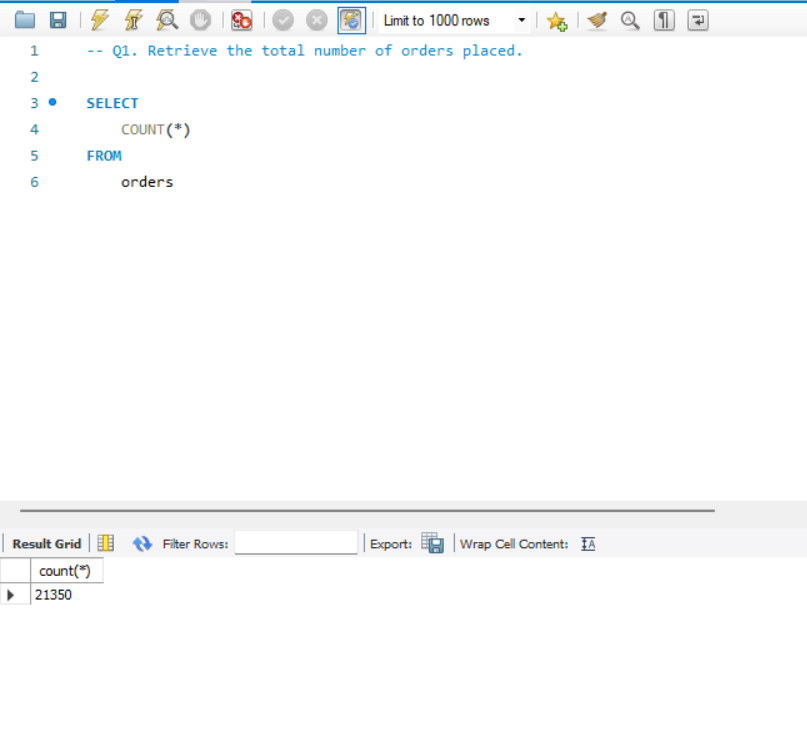 Limit to 1000 rows
1 -- Q1. Retrieve the total number of orders placed.
2
3 SELECT
4 COUNT(*)
5 FROM
6 orders
Result Grid Filter Rows: Export: Wrap Cell Content: IA
count(*)
21350